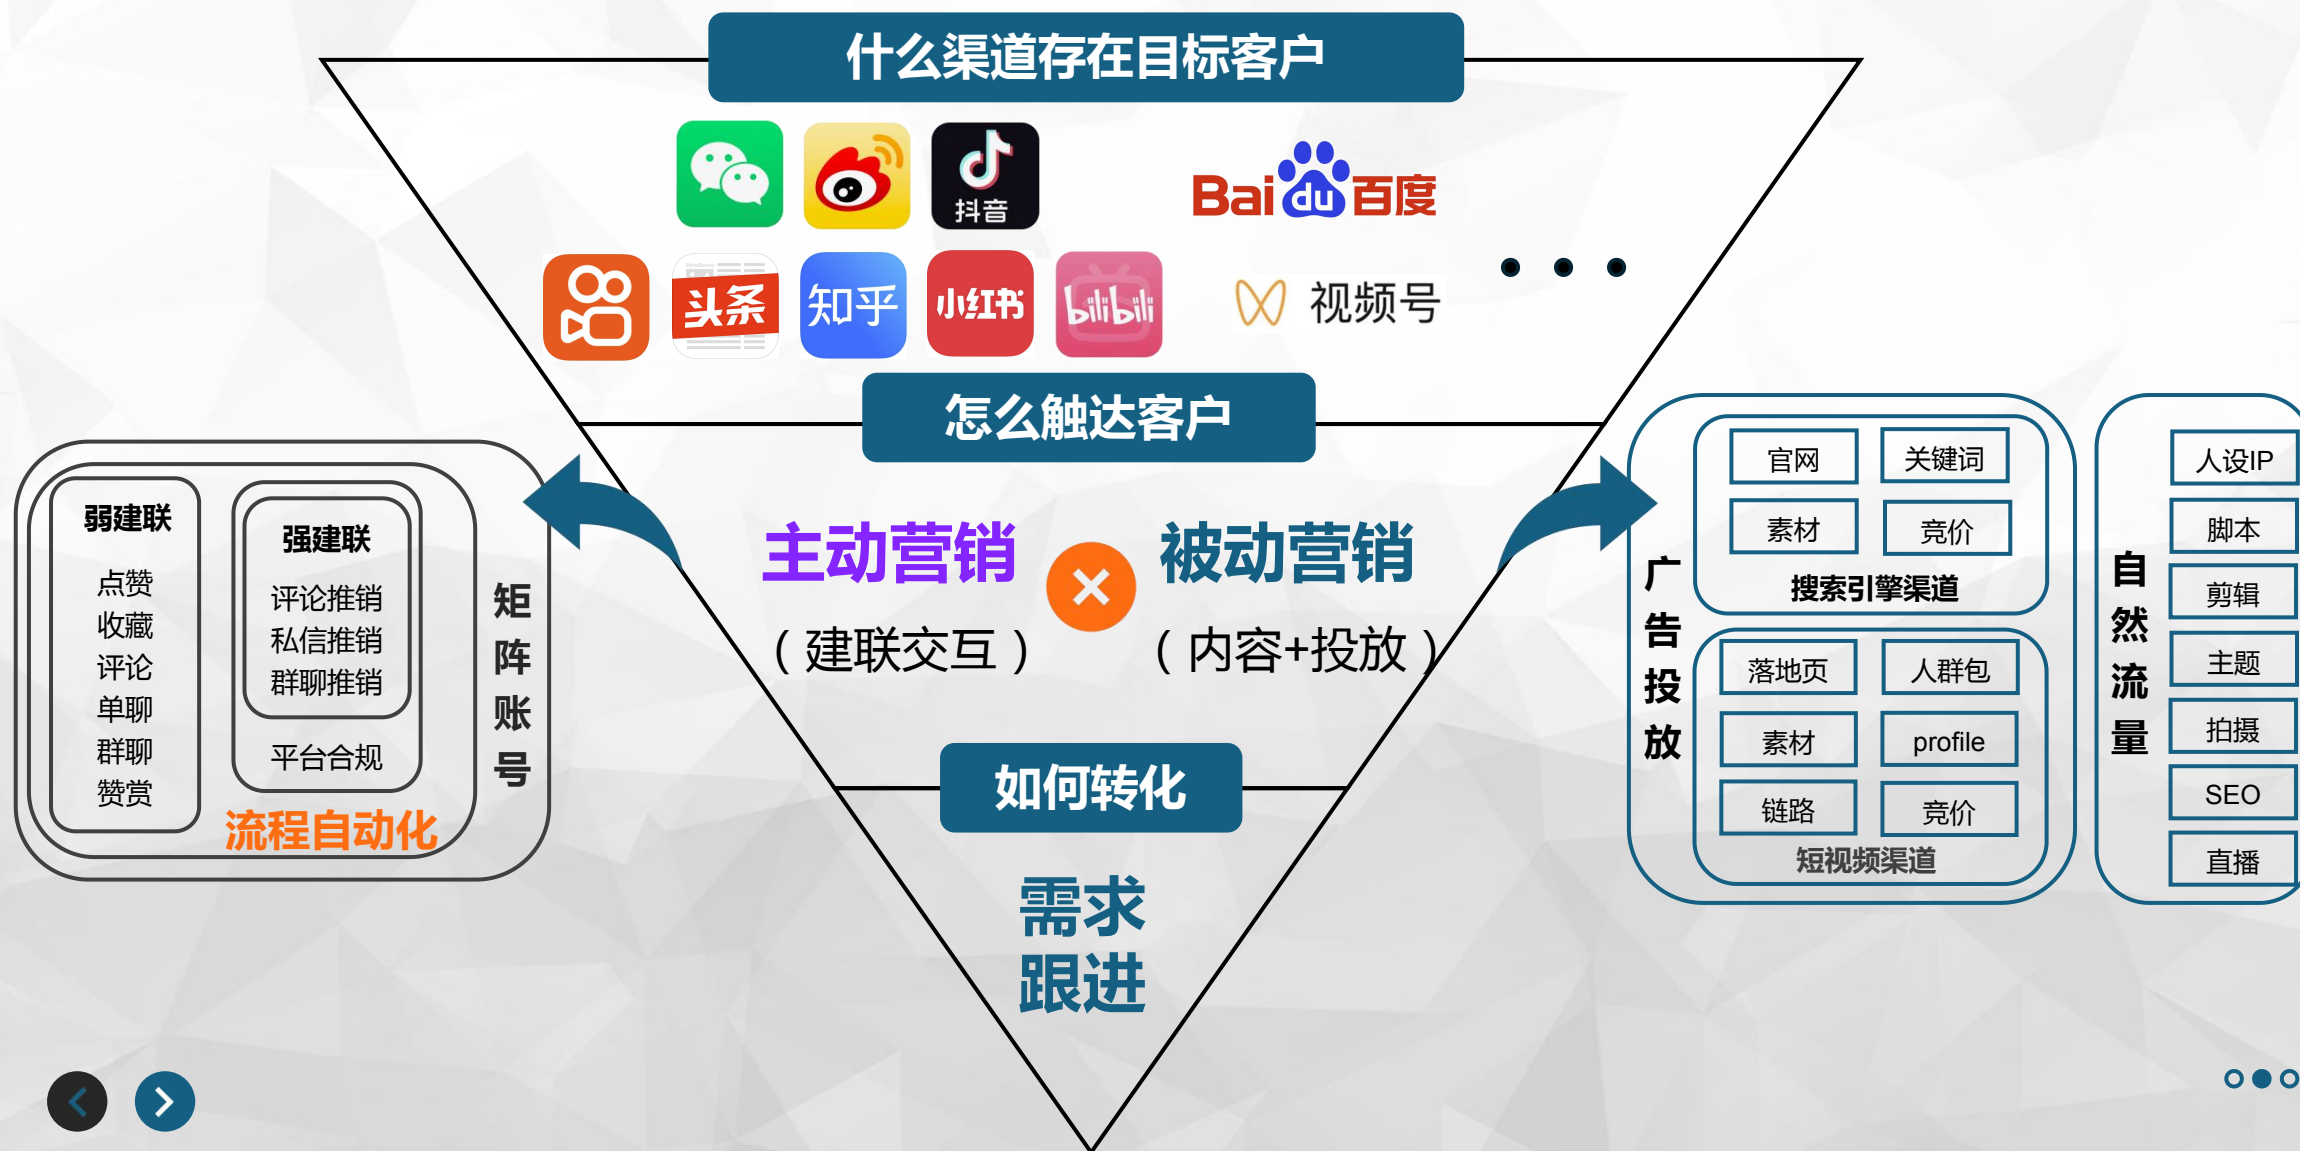 什么渠道存在目标客户
抖音
Bai du 百度
头条
知乎
小红书
bilibili
视频号
怎么触达客户
主动营销
被动营销
（建联交互）
（内容+投放）
如何转化
需求
跟进
弱建联
点赞
收藏
评论
单聊
群聊
赞赏
强建联
评论推销
私信推销
群聊推销
平台合规
流程自动化
矩阵账号
广告投放
官网
关键词
素材
竞价
搜索引擎渠道
落地页
人群包
素材
profile
链路
竞价
短视频渠道
自然流量
人设IP
脚本
剪辑
主题
拍摄
SEO
直播